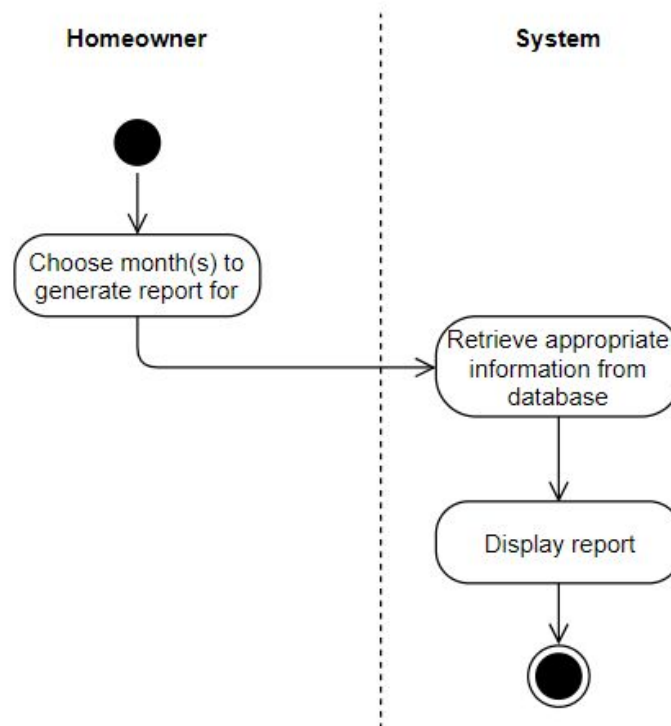 Homeowner
System
Choose month(s) to
generate report for
Retrieve appropriate
information from
database
Display report